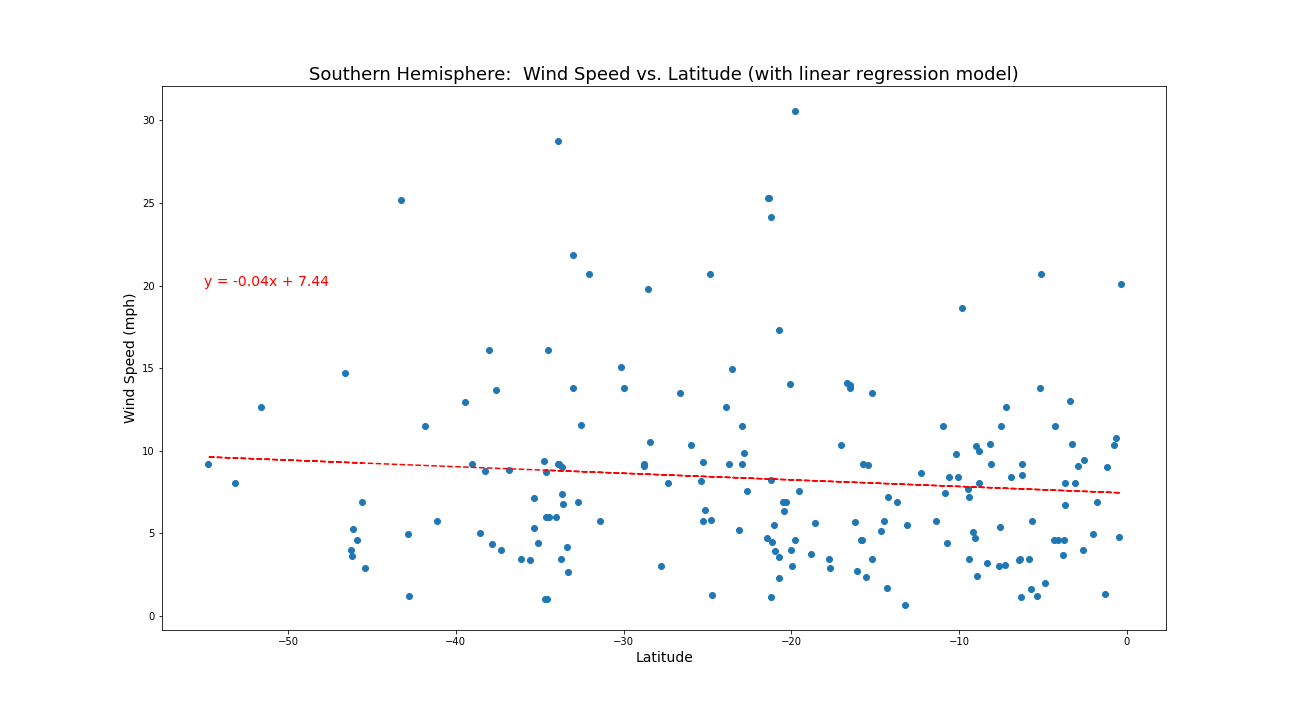 Southern Hemisphere:  Wind Speed vs. Latitude (with linear regression model)
30
25
20
15
10
5
0
Wind Speed (mph)
y = -0.04x + 7.44
−50 −40 −30 −20 −10 0
Latitude